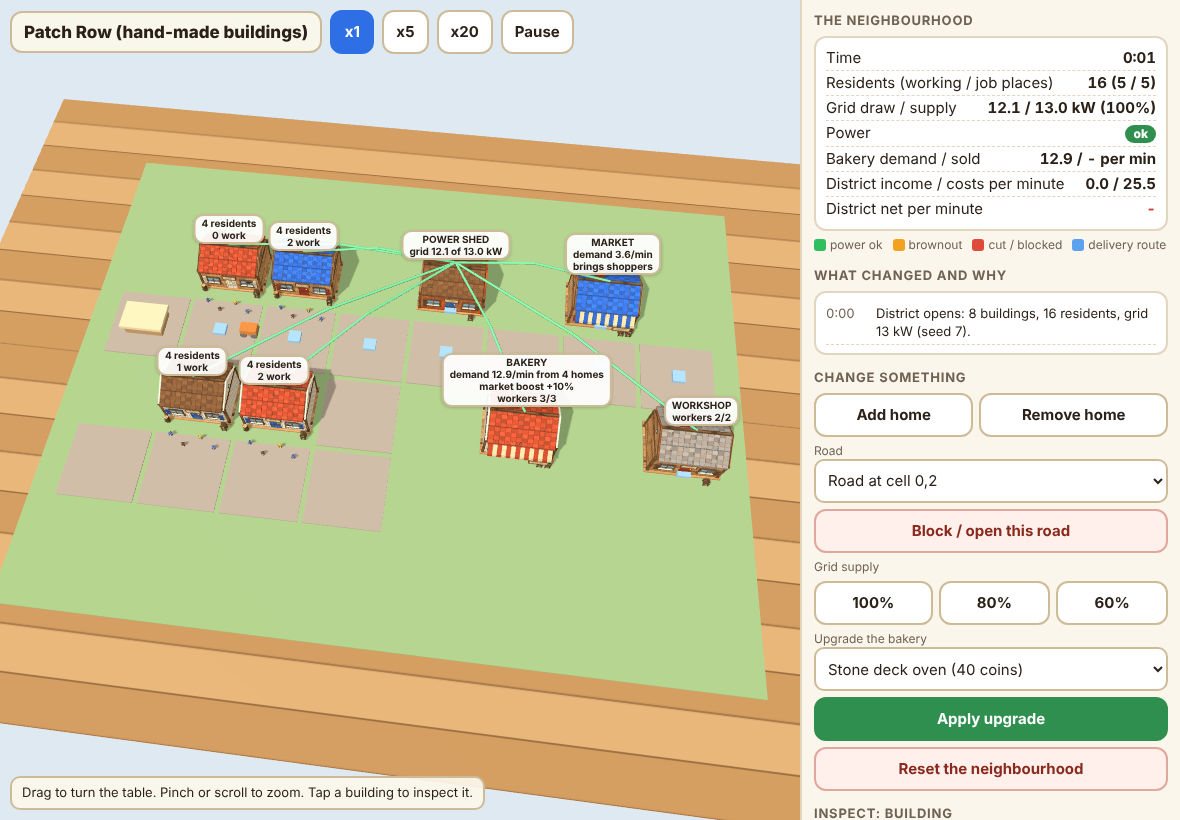 Patch Row (hand-made buildings)
x1
x5
x20
Pause
4 residents
0 work
4 residents
2 work
POWER SHED
grid 12.1 of 13.0 kW
MARKET
demand 3.6/min
brings shoppers
4 residents
1 work
4 residents
2 work
BAKERY
demand 12.9/min from 4 homes
market boost +10%
workers 3/3
WORKSHOP
workers 2/2
Drag to turn the table. Pinch or scroll to zoom. Tap a building to inspect it.
THE NEIGHBOURHOOD
Time 0:01
Residents (working / job places) 16 (5 / 5)
Grid draw / supply 12.1 / 13.0 kW (100%)
Power ok
Bakery demand / sold 12.9 / - per min
District income / costs per minute 0.0 / 25.5
District net per minute -
power ok brownout cut / blocked delivery route
WHAT CHANGED AND WHY
0:00 District opens: 8 buildings, 16 residents, grid
13 kW (seed 7).
CHANGE SOMETHING
Add home
Remove home
Road
Road at cell 0,2
Block / open this road
Grid supply
100%
80%
60%
Upgrade the bakery
Stone deck oven (40 coins)
Apply upgrade
Reset the neighbourhood
INSPECT: BUILDING